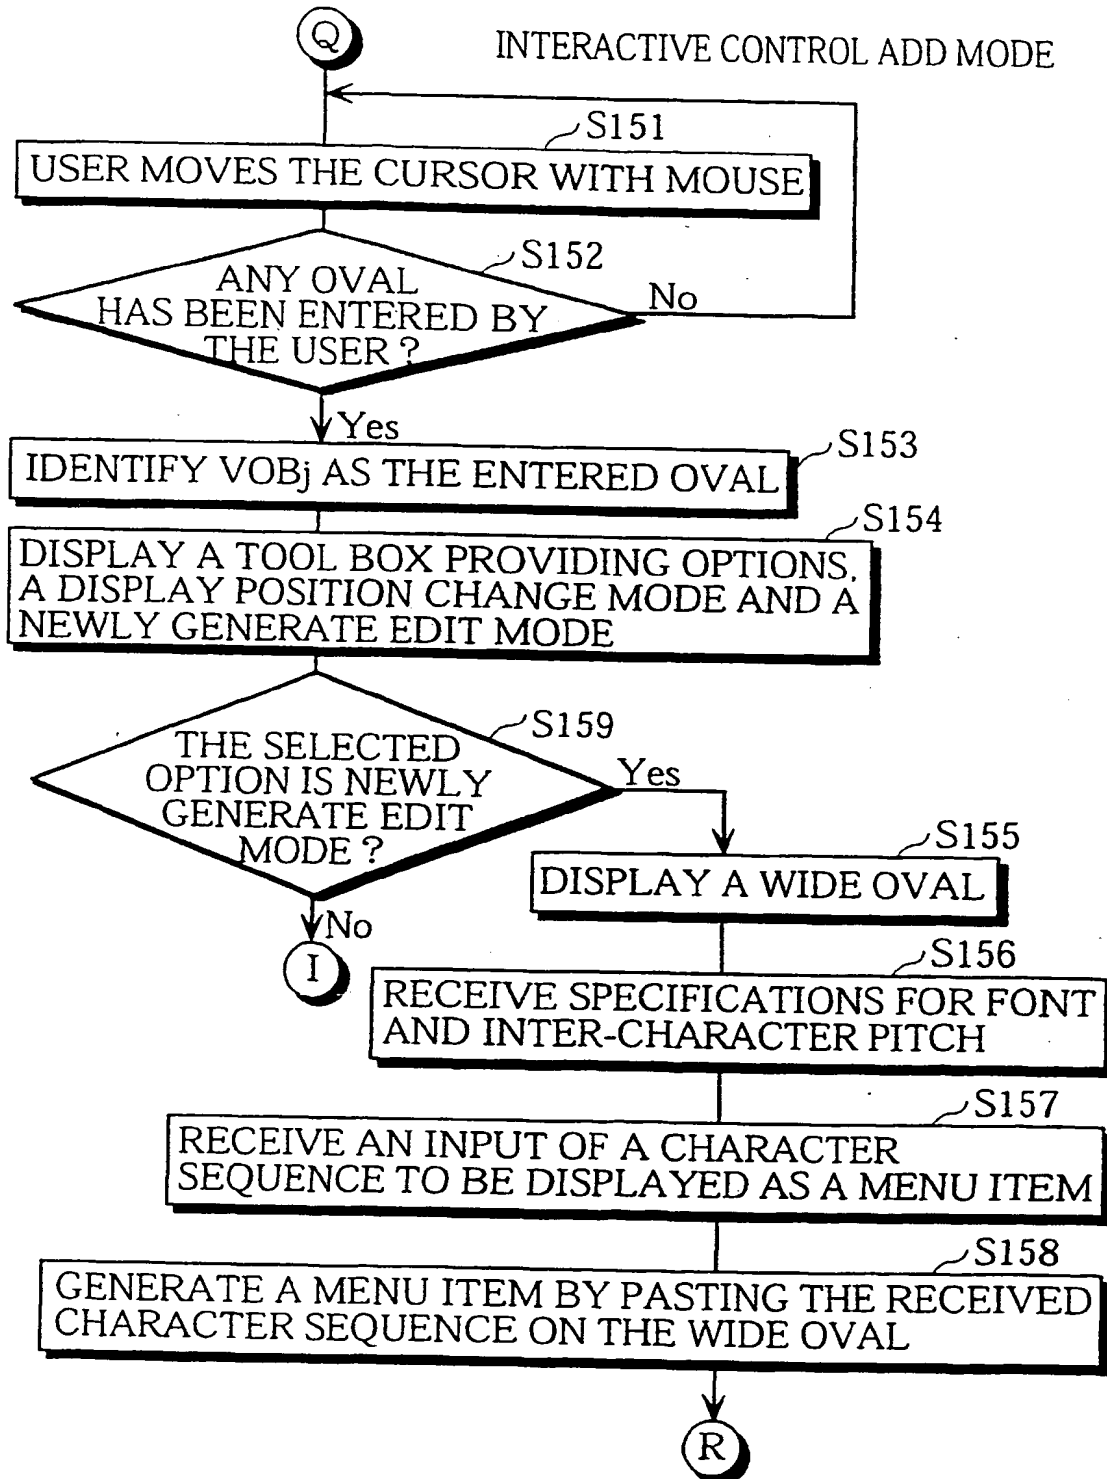 Q
INTERACTIVE CONTROL ADD MODE
S151
USER MOVES THE CURSOR WITH MOUSE
S152
ANY OVAL
HAS BEEN ENTERED BY
THE USER ?
No
Yes
S153
IDENTIFY VOBj AS THE ENTERED OVAL
S154
DISPLAY A TOOL BOX PROVIDING OPTIONS,
A DISPLAY POSITION CHANGE MODE AND A
NEWLY GENERATE EDIT MODE
S159
THE SELECTED
OPTION IS NEWLY
GENERATE EDIT
MODE ?
Yes
No
I
S155
DISPLAY A WIDE OVAL
S156
RECEIVE SPECIFICATIONS FOR FONT
AND INTER-CHARACTER PITCH
S157
RECEIVE AN INPUT OF A CHARACTER
SEQUENCE TO BE DISPLAYED AS A MENU ITEM
S158
GENERATE A MENU ITEM BY PASTING THE RECEIVED
CHARACTER SEQUENCE ON THE WIDE OVAL
R